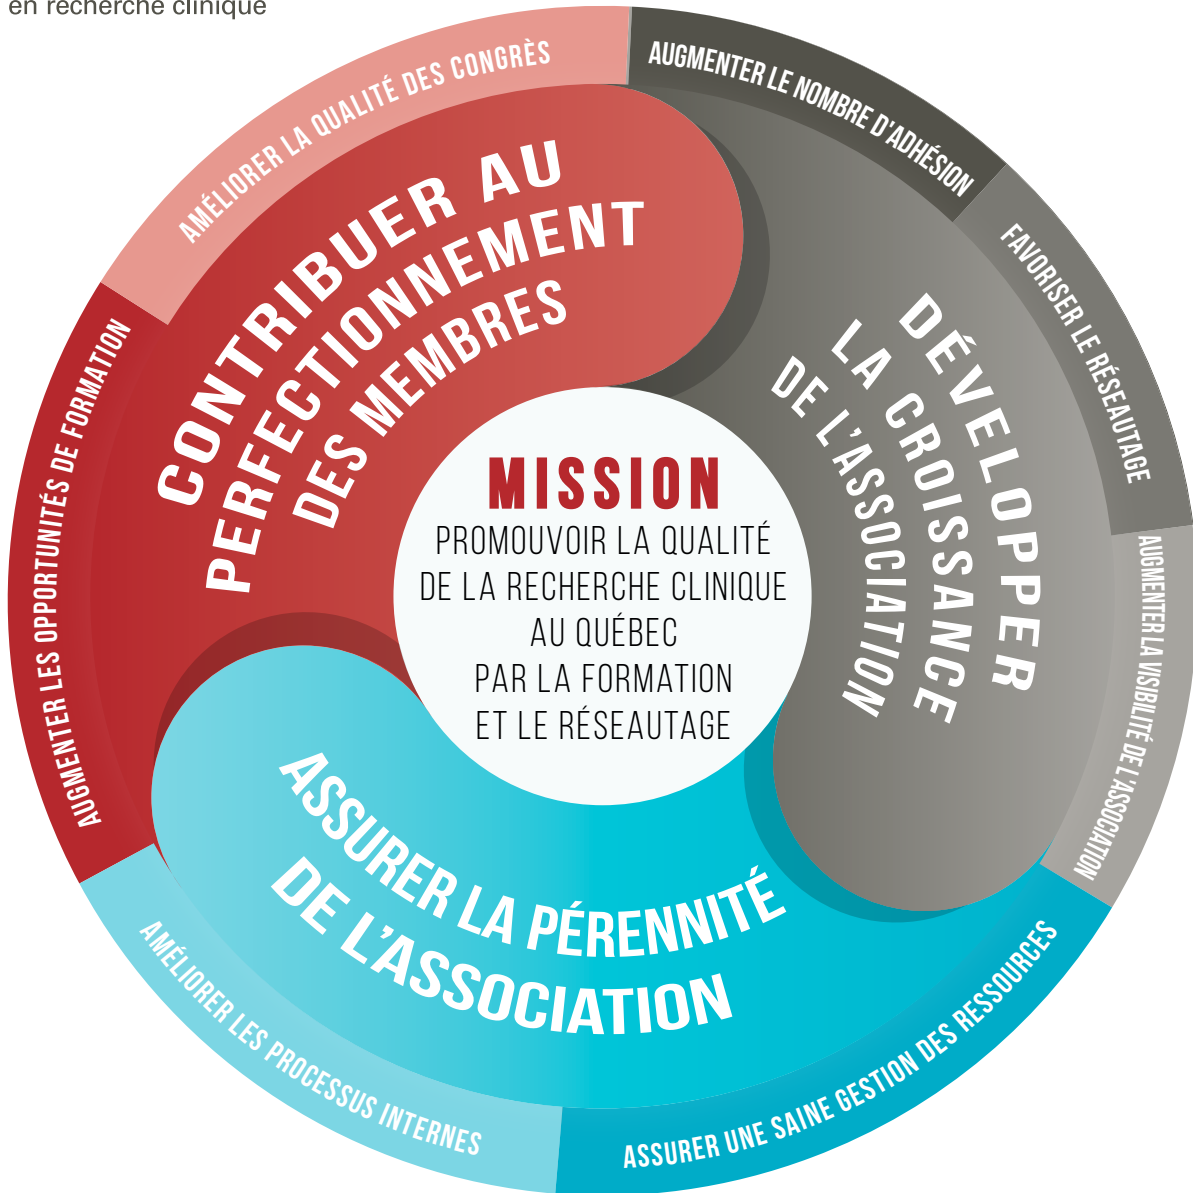 en recherche clinique
AMÉLIORER LA QUALITÉ DES CONGRÈS
AUGMENTER LE NOMBRE D'ADHÉSION
FAVORISER LE RÉSEAUTAGE
AUGMENTER LA VISIBILITÉ DE L'ASSOCIATION
ASSURER UNE SAINE GESTION DES RESSOURCES
AMÉLIORER LES PROCESSUS INTERNES
AUGMENTER LES OPPORTUNITÉS DE FORMATION
CONTRIBUER AU
PERFECTIONNEMENT
DES MEMBRES
DÉVELOPPER
LA CROISSANCE
DE L'ASSOCIATION
ASSURER LA PÉRENNITÉ
DE L'ASSOCIATION
MISSION
PROMOUVOIR LA QUALITÉ
DE LA RECHERCHE CLINIQUE
AU QUÉBEC
PAR LA FORMATION
ET LE RÉSEAUTAGE